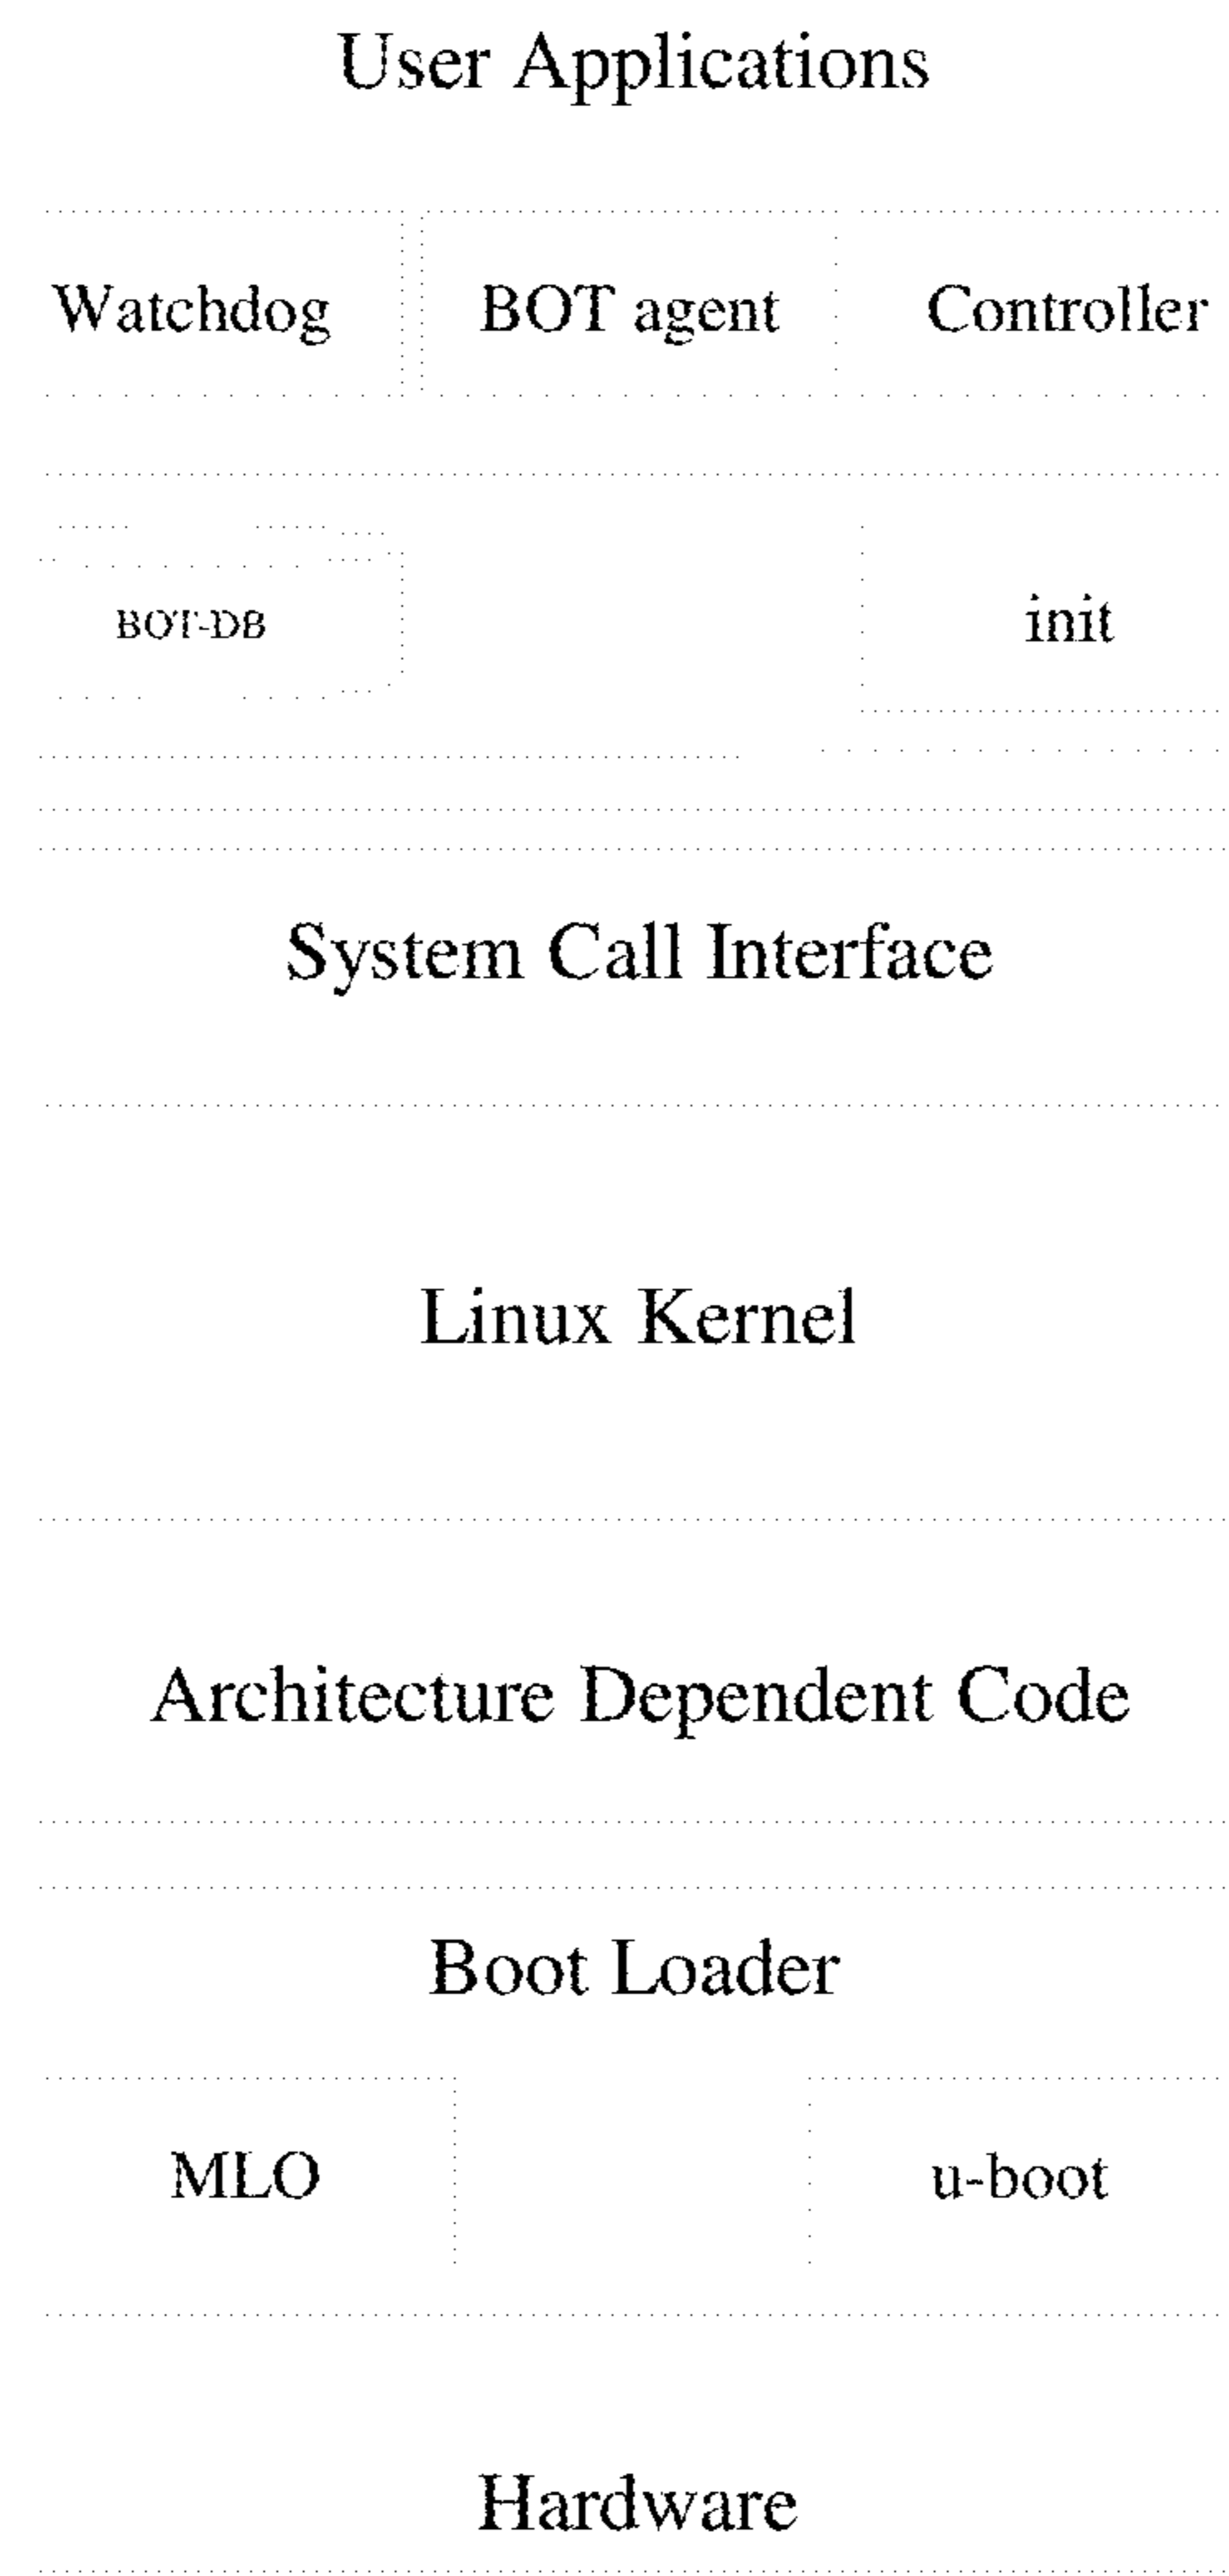 User Applications
Watchdog BOT agent Controller
BOT-DB init
System Call Interface
Linux Kernel
Architecture Dependent Code
Boot Loader
MLO u-boot
Hardware